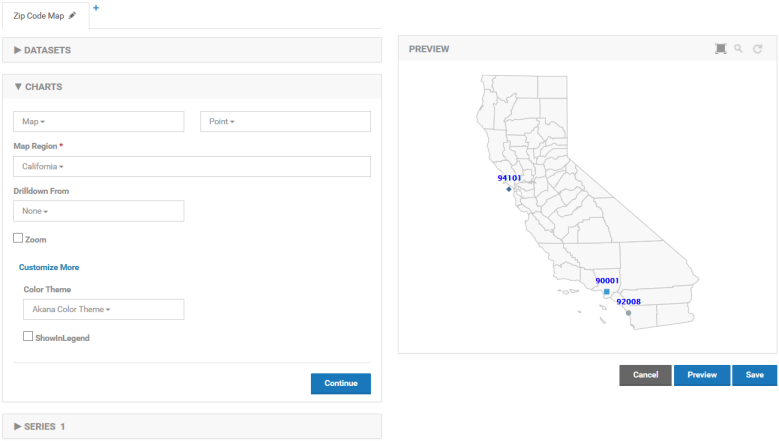 Zip Code Map
+
DATASETS
CHARTS
Map
Point
Map Region *
California
Drilldown From
None
Zoom
Customize More
Color Theme
Akana Color Theme
ShowInLegend
Continue
SERIES 1
PREVIEW
94101
90001
92008
Cancel
Preview
Save